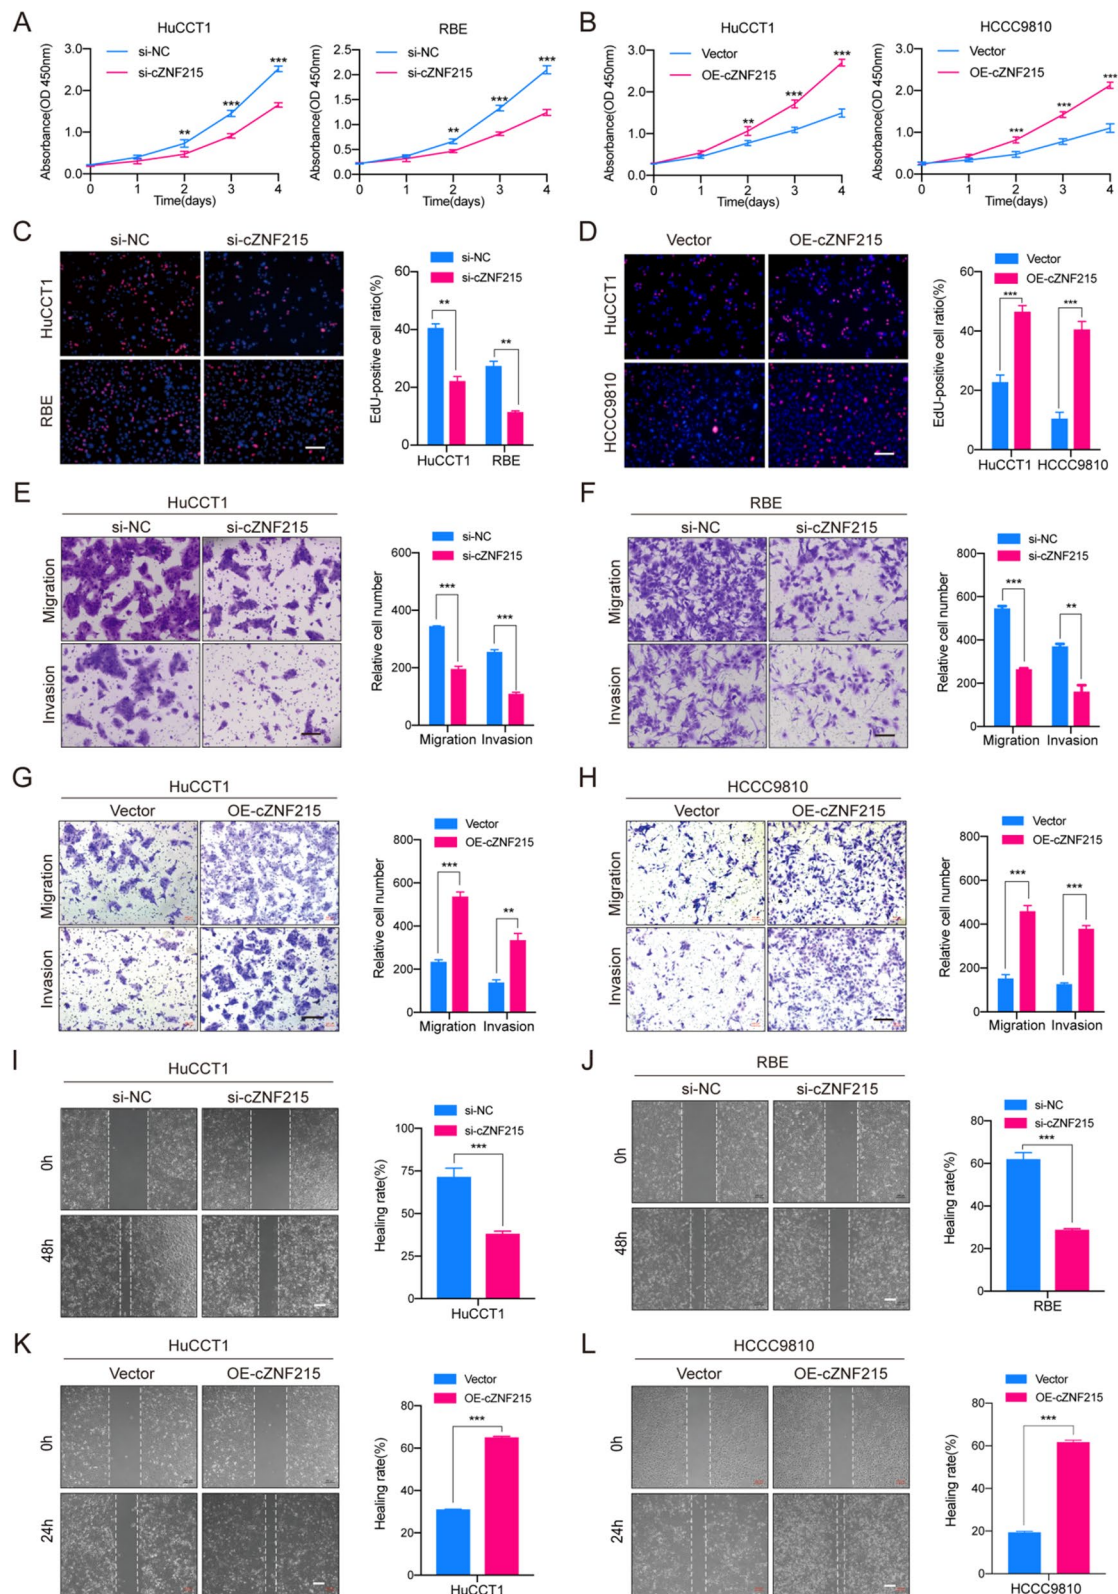 A
HuCCT1
si-NC
si-cZNF215
Absorbance(OD 450nm)
3.0
2.0
1.0
0.0
** *** ***
0 1 2 3 4
Time(days)
RBE
si-NC
si-cZNF215
Absorbance(OD 450nm)
2.5
2.0
1.5
1.0
0.5
0.0
** *** ***
0 1 2 3 4
Time(days)
B
HuCCT1
Vector
OE-cZNF215
Absorbance(OD 450nm)
3.0
2.0
1.0
0.0
** *** ***
0 1 2 3 4
Time(days)
HCCC9810
Vector
OE-cZNF215
Absorbance(OD 450nm)
3.0
2.0
1.0
0.0
*** *** ***
0 1 2 3 4
Time(days)
C
si-NC si-cZNF215
HuCCT1
RBE
si-NC
si-cZNF215
EdU-positive cell ratio(%)
60
40
20
0
** **
HuCCT1 RBE
D
Vector OE-cZNF215
HuCCT1
HCCC9810
Vector
OE-cZNF215
EdU-positive cell ratio(%)
60
40
20
0
*** ***
HuCCT1 HCCC9810
E
HuCCT1
si-NC si-cZNF215
Migration
Invasion
si-NC
si-cZNF215
Relative cell number
600
400
200
0
*** ***
Migration Invasion
F
RBE
si-NC si-cZNF215
Migration
Invasion
si-NC
si-cZNF215
Relative cell number
800
600
400
200
0
*** **
Migration Invasion
G
HuCCT1
Vector OE-cZNF215
Migration
Invasion
Vector
OE-cZNF215
Relative cell number
800
600
400
200
0
*** **
Migration Invasion
H
HCCC9810
Vector OE-cZNF215
Migration
Invasion
Vector
OE-cZNF215
Relative cell number
800
600
400
200
0
*** ***
Migration Invasion
I
HuCCT1
si-NC si-cZNF215
0h
48h
si-NC
si-cZNF215
Healing rate(%)
100
75
50
25
0
***
HuCCT1
J
RBE
si-NC si-cZNF215
0h
48h
si-NC
si-cZNF215
Healing rate(%)
80
60
40
20
0
***
RBE
K
HuCCT1
Vector OE-cZNF215
0h
24h
Vector
OE-cZNF215
Healing rate(%)
80
60
40
20
0
***
HuCCT1
L
HCCC9810
Vector OE-cZNF215
0h
24h
Vector
OE-cZNF215
Healing rate(%)
80
60
40
20
0
***
HCCC9810